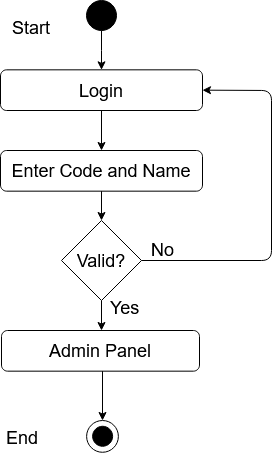 Start
Login
Enter Code and Name
Valid?
No
Yes
Admin Panel
End